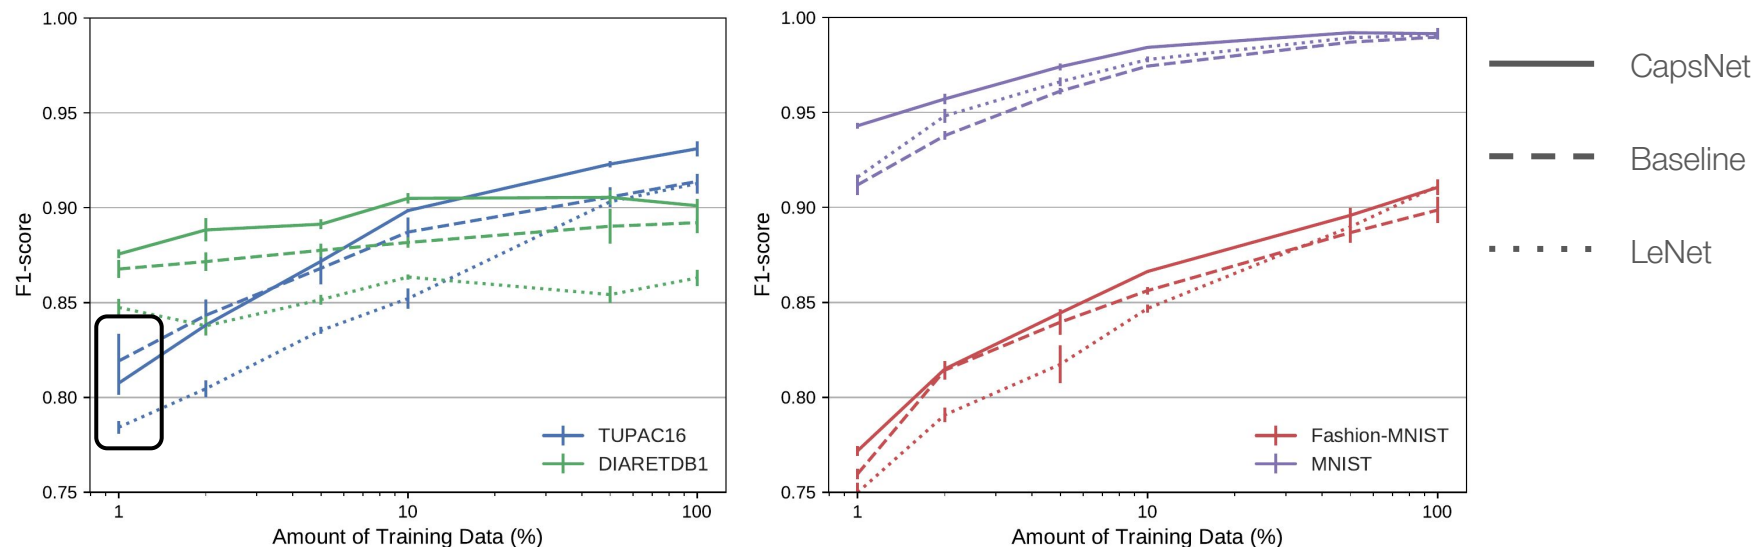 1.00
0.95
0.90
0.85
0.80
0.75
F1-score
1
10
100
Amount of Training Data (%)
TUPAC16
DIARETDB1
1.00
0.95
0.90
0.85
0.80
0.75
F1-score
1
10
100
Amount of Training Data (%)
Fashion-MNIST
MNIST
CapsNet
Baseline
LeNet